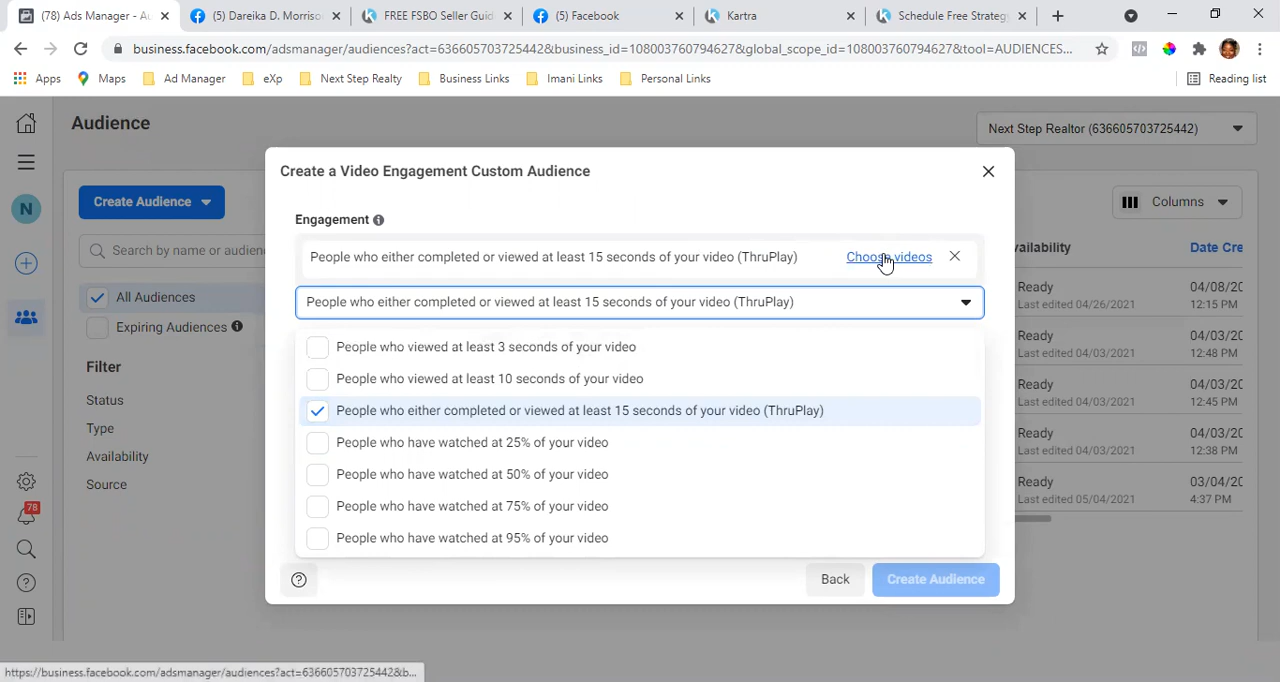 (78) Ads Manager - Au
(5) Dareika D. Morriso
FREE FSBO Seller Guid
(5) Facebook
Kartra
Schedule Free Strateg
business.facebook.com/adsmanager/audiences?act=636605703725442&business_id=108003760794627&global_scope_id=108003760794627&tool=AUDIENCES...
Apps
Maps
Ad Manager
eXp
Next Step Realty
Business Links
Imani Links
Personal Links
Reading list
Audience
Next Step Realtor (636605703725442)
Create Audience
Columns
Search by name or audien
vailability
Date Cre
All Audiences
Expiring Audiences
Filter
Status
Type
Availability
Source
N
78
Create a Video Engagement Custom Audience
Engagement
People who either completed or viewed at least 15 seconds of your video (ThruPlay)
Choose videos
People who either completed or viewed at least 15 seconds of your video (ThruPlay)
People who viewed at least 3 seconds of your video
People who viewed at least 10 seconds of your video
People who either completed or viewed at least 15 seconds of your video (ThruPlay)
People who have watched at 25% of your video
People who have watched at 50% of your video
People who have watched at 75% of your video
People who have watched at 95% of your video
Back
Create Audience
Ready
Last edited 04/26/2021
04/08/20
12:15 PM
Ready
Last edited 04/03/2021
04/03/20
12:48 PM
Ready
Last edited 04/03/2021
04/03/20
12:45 PM
Ready
Last edited 04/03/2021
04/03/20
12:38 PM
Ready
Last edited 05/04/2021
03/04/20
4:37 PM
https://business.facebook.com/adsmanager/audiences?act=636605703725442&b...